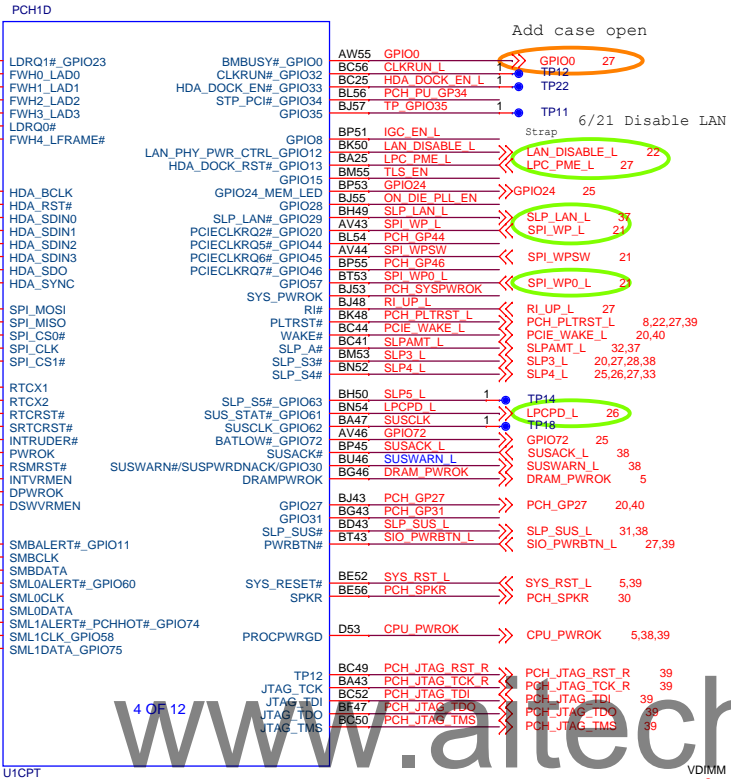 PCH1D
Add case open
LDRQ1#_GPIO23 BMBUSY#_GPIO0 AW55 GPIO0 GPIO0 27
FWH0_LAD0 CLKRUN#_GPIO32 BC56 CLKRUN_L 1 TP12
FWH1_LAD1 HDA_DOCK_EN#_GPIO33 BC25 HDA_DOCK_EN_L 1 TP22
FWH2_LAD2 STP_PCI#_GPIO34 BL56 PCH_PU_GP34
FWH3_LAD3 GPIO35 BJ57 TP_GPIO35 1 TP11
LDRQ0# 6/21 Disable LAN
FWH4_LFRAME# GPIO8 BP51 IGC_EN_L Strap
LAN_PHY_PWR_CTRL_GPIO12 BK50 LAN_DISABLE_L LAN_DISABLE_L 22
HDA_DOCK_RST#_GPIO13 BA25 LPC_PME_L LPC_PME_L 27
GPIO15 BM55 TLS_EN
HDA_BCLK GPIO24_MEM_LED BP53 GPIO24 GPIO24 25
HDA_RST# GPIO28 BJ55 ON_DIE_PLL_EN
HDA_SDIN0 SLP_LAN#_GPIO29 BH49 SLP_LAN_L SLP_LAN_L 37
HDA_SDIN1 PCIECLKRQ2#_GPIO20 AV43 SPI_WP_L SPI_WP_L 21
HDA_SDIN2 PCIECLKRQ5#_GPIO44 BL54 PCH_GP44
HDA_SDIN3 PCIECLKRQ6#_GPIO45 AV44 SPI_WPSW SPI_WPSW 21
HDA_SDO PCIECLKRQ7#_GPIO46 BP55 PCH_GP46
HDA_SYNC GPIO57 BT53 SPI_WP0_L SPI_WP0_L 21
SYS_PWROK BJ53 PCH_SYSPWROK
SPI_MOSI RI# BJ48 RI_UP_L RI_UP_L 27
SPI_MISO PLTRST# BK48 PCH_PLTRST_L PCH_PLTRST_L 8,22,27,39
SPI_CS0# WAKE# BC44 PCIE_WAKE_L PCIE_WAKE_L 20,40
SPI_CLK SLP_A# BC41 SLPAMT_L SLPAMT_L 32,37
SPI_CS1# SLP_S3# BM53 SLP3_L SLP3_L 20,27,28,38
SLP_S4# BN52 SLP4_L SLP4_L 25,26,27,33
RTCX1
RTCX2 SLP_S5#_GPIO63 BH50 SLP5_L 1 TP14
RTCRST# SUS_STAT#_GPIO61 BN54 LPCPD_L LPCPD_L 26
SRTCRST# SUSCLK_GPIO62 BA47 SUSCLK 1 TP18
INTRUDER# BATLOW#_GPIO72 AV46 GPIO72 GPIO72 25
PWROK SUSACK# BP45 SUSACK_L SUSACK_L 38
RSMRST# SUSWARN#/SUSPWRDNACK/GPIO30 BU46 SUSWARN_L SUSWARN_L 38
INTVRMEN DRAMPWROK BG46 DRAM_PWROK DRAM_PWROK 5
DPWROK
DSWVRMEN GPIO27 BJ43 PCH_GP27 PCH_GP27 20,40
GPIO31 BG43 PCH_GP31
SLP_SUS# BD43 SLP_SUS_L SLP_SUS_L 31,38
SMBALERT#_GPIO11 PWRBTN# BT43 SIO_PWRBTN_L SIO_PWRBTN_L 27,39
SMBCLK
SMBDATA
SML0ALERT#_GPIO60 SYS_RESET# BE52 SYS_RST_L SYS_RST_L 5,39
SML0CLK SPKR BE56 PCH_SPKR PCH_SPKR 30
SML0DATA
SML1ALERT#_PCHHOT#_GPIO74
SML1CLK_GPIO58 PROCPWRGD D53 CPU_PWROK CPU_PWROK 5,38,39
SML1DATA_GPIO75
TP12 BC49 PCH_JTAG_RST_R PCH_JTAG_RST_R 39
JTAG_TCK BA43 PCH_JTAG_TCK_R PCH_JTAG_TCK_R 39
JTAG_TDI BC52 PCH_JTAG_TDI PCH_JTAG_TDI 39
4 OF 12 JTAG_TDO BF47 PCH_JTAG_TDO PCH_JTAG_TDO 39
JTAG_TMS BC50 PCH_JTAG_TMS PCH_JTAG_TMS 39
www.aitech
U1CPT
VDIMM